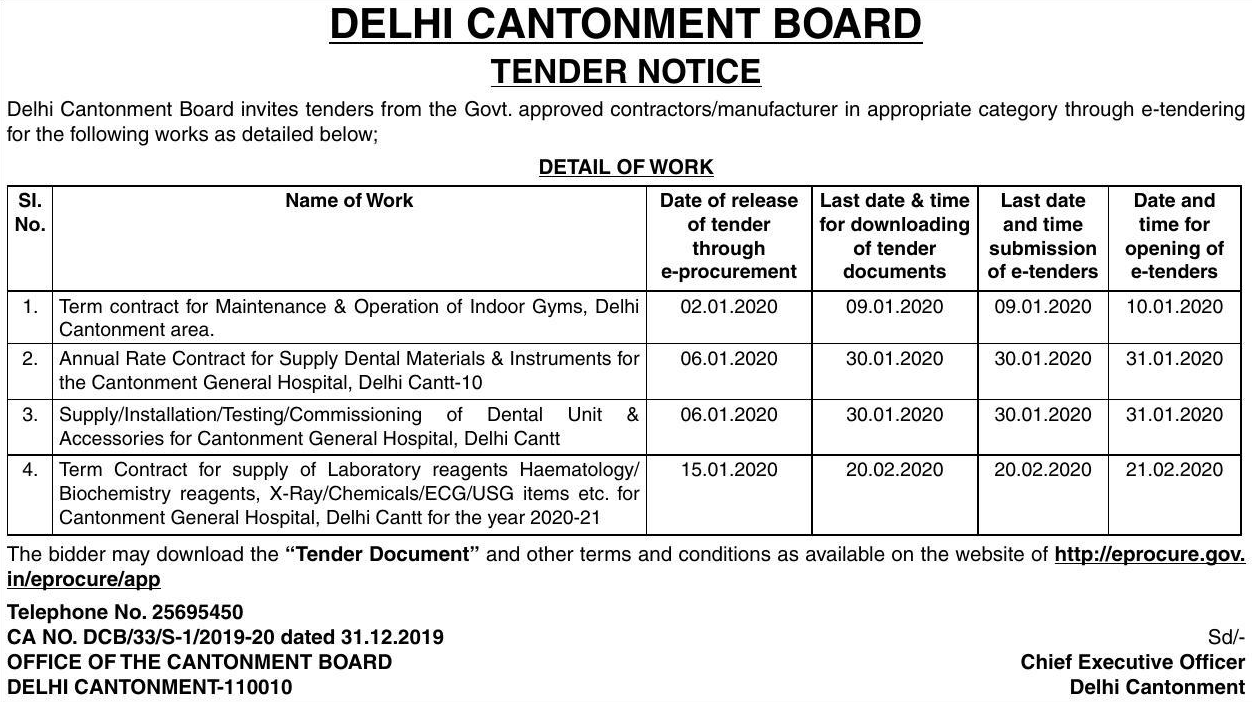 DELHI CANTONMENT BOARD
TENDER NOTICE
Delhi Cantonment Board invites tenders from the Govt. approved contractors/manufacturer in appropriate category through e-tendering
for the following works as detailed below;
DETAIL OF WORK
Sl. No. | Name of Work | Date of release of tender through e-procurement | Last date & time for downloading of tender documents | Last date and time submission of e-tenders | Date and time for opening of e-tenders
1. Term contract for Maintenance & Operation of Indoor Gyms, Delhi 02.01.2020 09.01.2020 09.01.2020 10.01.2020
Cantonment area.
2. Annual Rate Contract for Supply Dental Materials & Instruments for 06.01.2020 30.01.2020 30.01.2020 31.01.2020
the Cantonment General Hospital, Delhi Cantt-10
3. Supply/Installation/Testing/Commissioning of Dental Unit & 06.01.2020 30.01.2020 30.01.2020 31.01.2020
Accessories for Cantonment General Hospital, Delhi Cantt
4. Term Contract for supply of Laboratory reagents Haematology/ 15.01.2020 20.02.2020 20.02.2020 21.02.2020
Biochemistry reagents, X-Ray/Chemicals/ECG/USG items etc. for
Cantonment General Hospital, Delhi Cantt for the year 2020-21
The bidder may download the “Tender Document” and other terms and conditions as available on the website of http://eprocure.gov.
in/eprocure/app
Telephone No. 25695450
CA NO. DCB/33/S-1/2019-20 dated 31.12.2019
OFFICE OF THE CANTONMENT BOARD
DELHI CANTONMENT-110010
Sd/-
Chief Executive Officer
Delhi Cantonment